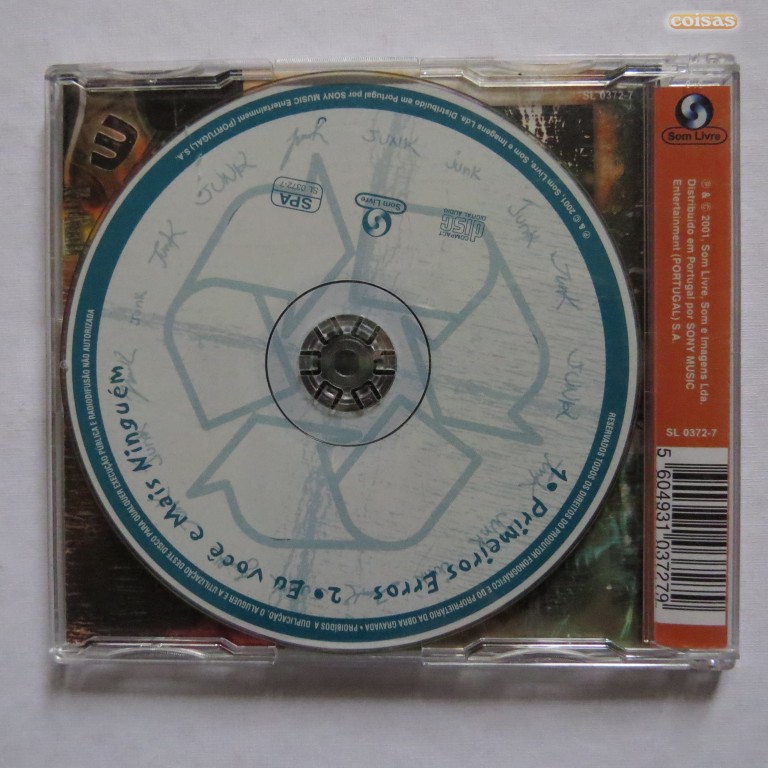 coisas
SL 0372-7
Som Livre
℗ & © 2001, Som Livre, Som e Imagens Lda.
Distribuído em Portugal por SONY MUSIC
Entertainment (PORTUGAL) S.A.
SL 0372-7
5 604931 037279
℗ & © 2001, Som Livre, Som e Imagens Lda. Distribuído em Portugal por SONY MUSIC Entertainment (PORTUGAL) S.A.
RESERVADOS TODOS OS DIREITOS DO PRODUTOR FONOGRÁFICO E DO PROPRIETÁRIO DA OBRA GRAVADA • PROIBIDOS A DUPLICAÇÃO, O ALUGUER E A UTILIZAÇÃO DESTE DISCO PARA QUALQUER EXECUÇÃO PÚBLICA E RADIODIFUSÃO NÃO AUTORIZADA
COMPACT
disc
DIGITAL AUDIO
Som Livre
SPA
SL 0372 7
JUNK
JUNK
junk
Junk
Junk
JUNK
Junk
Junk
1• Primeiros Erros 2• Eu Você e Mais Ninguém